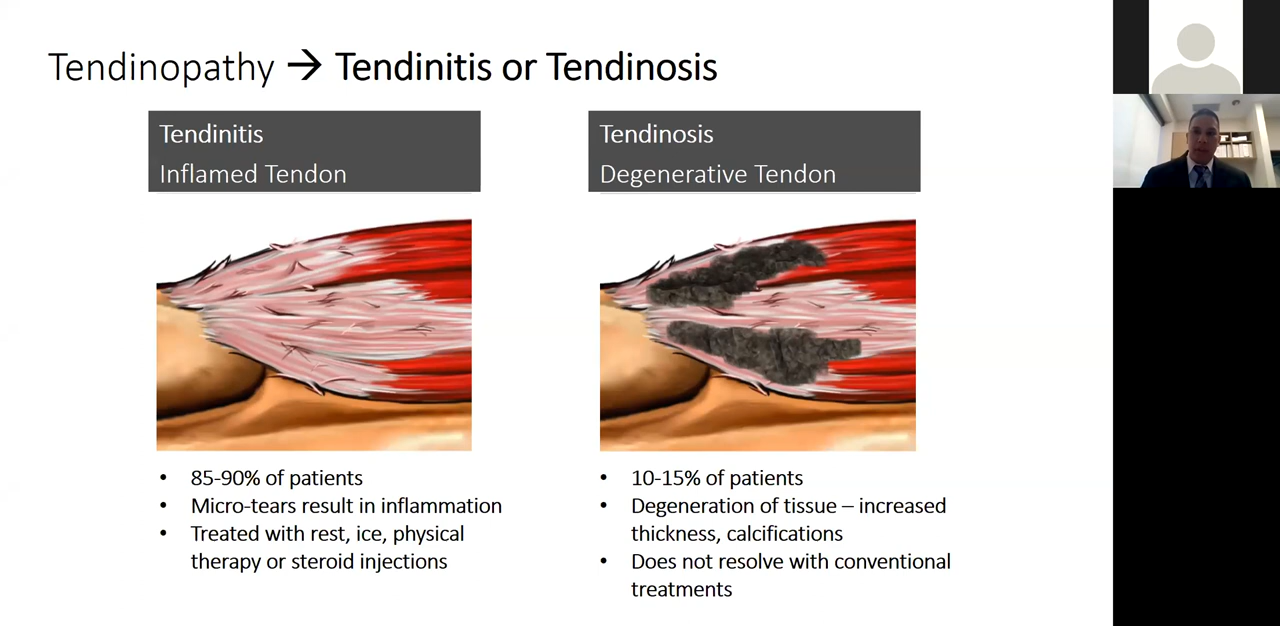 Tendinopathy → Tendinitis or Tendinosis
Tendinitis
Inflamed Tendon
• 85-90% of patients
• Micro-tears result in inflammation
• Treated with rest, ice, physical
therapy or steroid injections
Tendinosis
Degenerative Tendon
• 10-15% of patients
• Degeneration of tissue – increased
thickness, calcifications
• Does not resolve with conventional
treatments